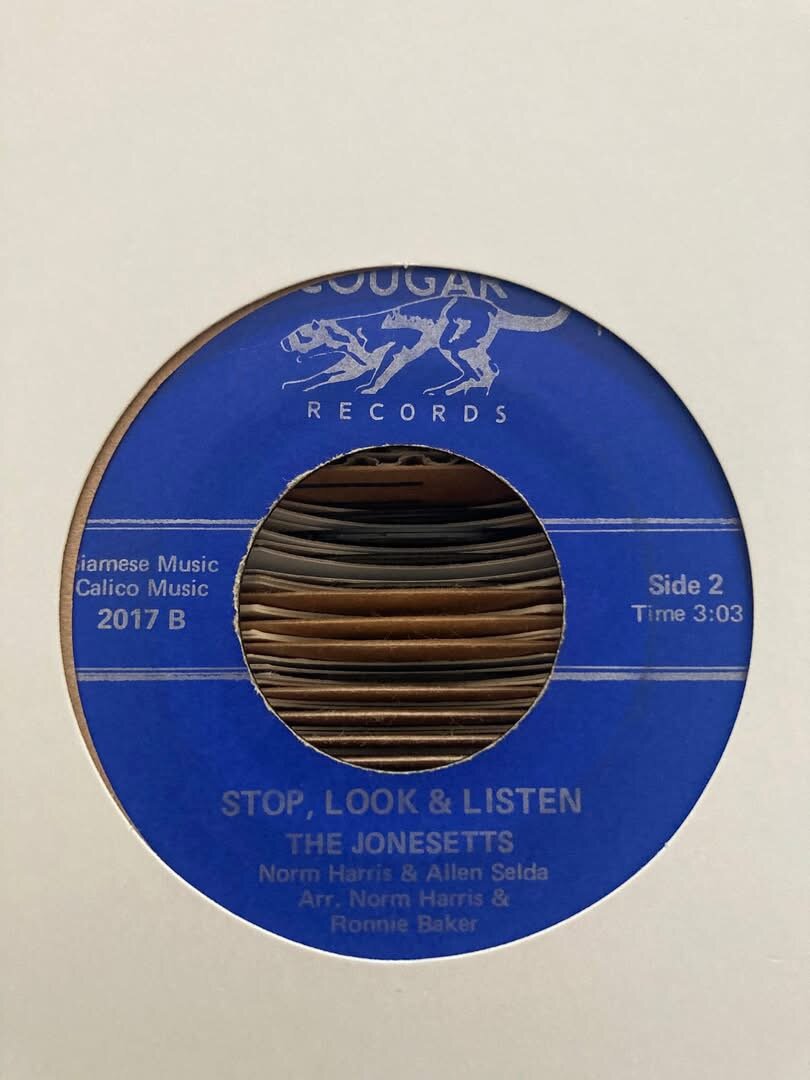 COUGAR
RECORDS
Siamese Music
Calico Music
2017 B
Side 2
Time 3:03
STOP, LOOK & LISTEN
THE JONESETTS
Norm Harris & Allen Selda
Arr. Norm Harris &
Ronnie Baker